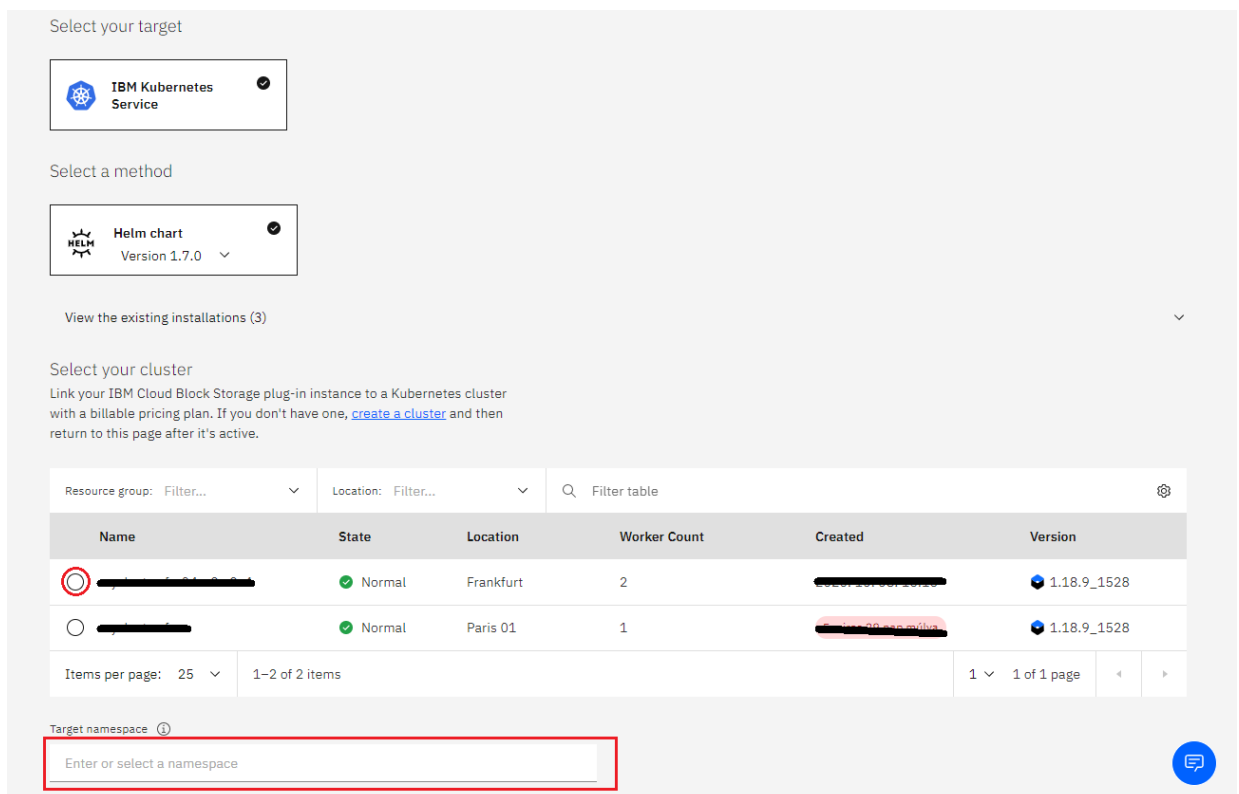 Select your target
IBM Kubernetes
Service
Select a method
HELM
Helm chart
Version 1.7.0
View the existing installations (3)
Select your cluster
Link your IBM Cloud Block Storage plug-in instance to a Kubernetes cluster
with a billable pricing plan. If you don't have one, create a cluster and then
return to this page after it's active.
Resource group: Filter... Location: Filter... Filter table
Name State Location Worker Count Created Version
Normal Frankfurt 2 1.18.9_1528
Normal Paris 01 1 1.18.9_1528
Items per page: 25 1–2 of 2 items 1 1 of 1 page
Target namespace
Enter or select a namespace